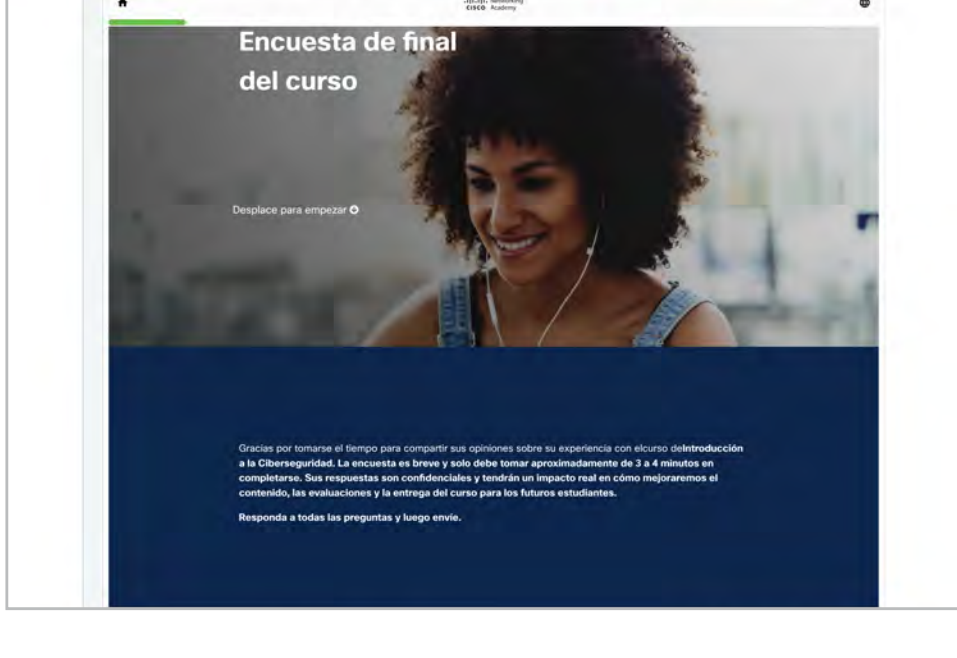 Networking
CISCO Academy
Encuesta de final
del curso
Desplace para empezar
Gracias por tomarse el tiempo para compartir sus opiniones sobre su experiencia con elcurso deIntroducción
a la Ciberseguridad. La encuesta es breve y solo debe tomar aproximadamente de 3 a 4 minutos en
completarse. Sus respuestas son confidenciales y tendrán un impacto real en cómo mejoraremos el
contenido, las evaluaciones y la entrega del curso para los futuros estudiantes.
Responda a todas las preguntas y luego envíe.